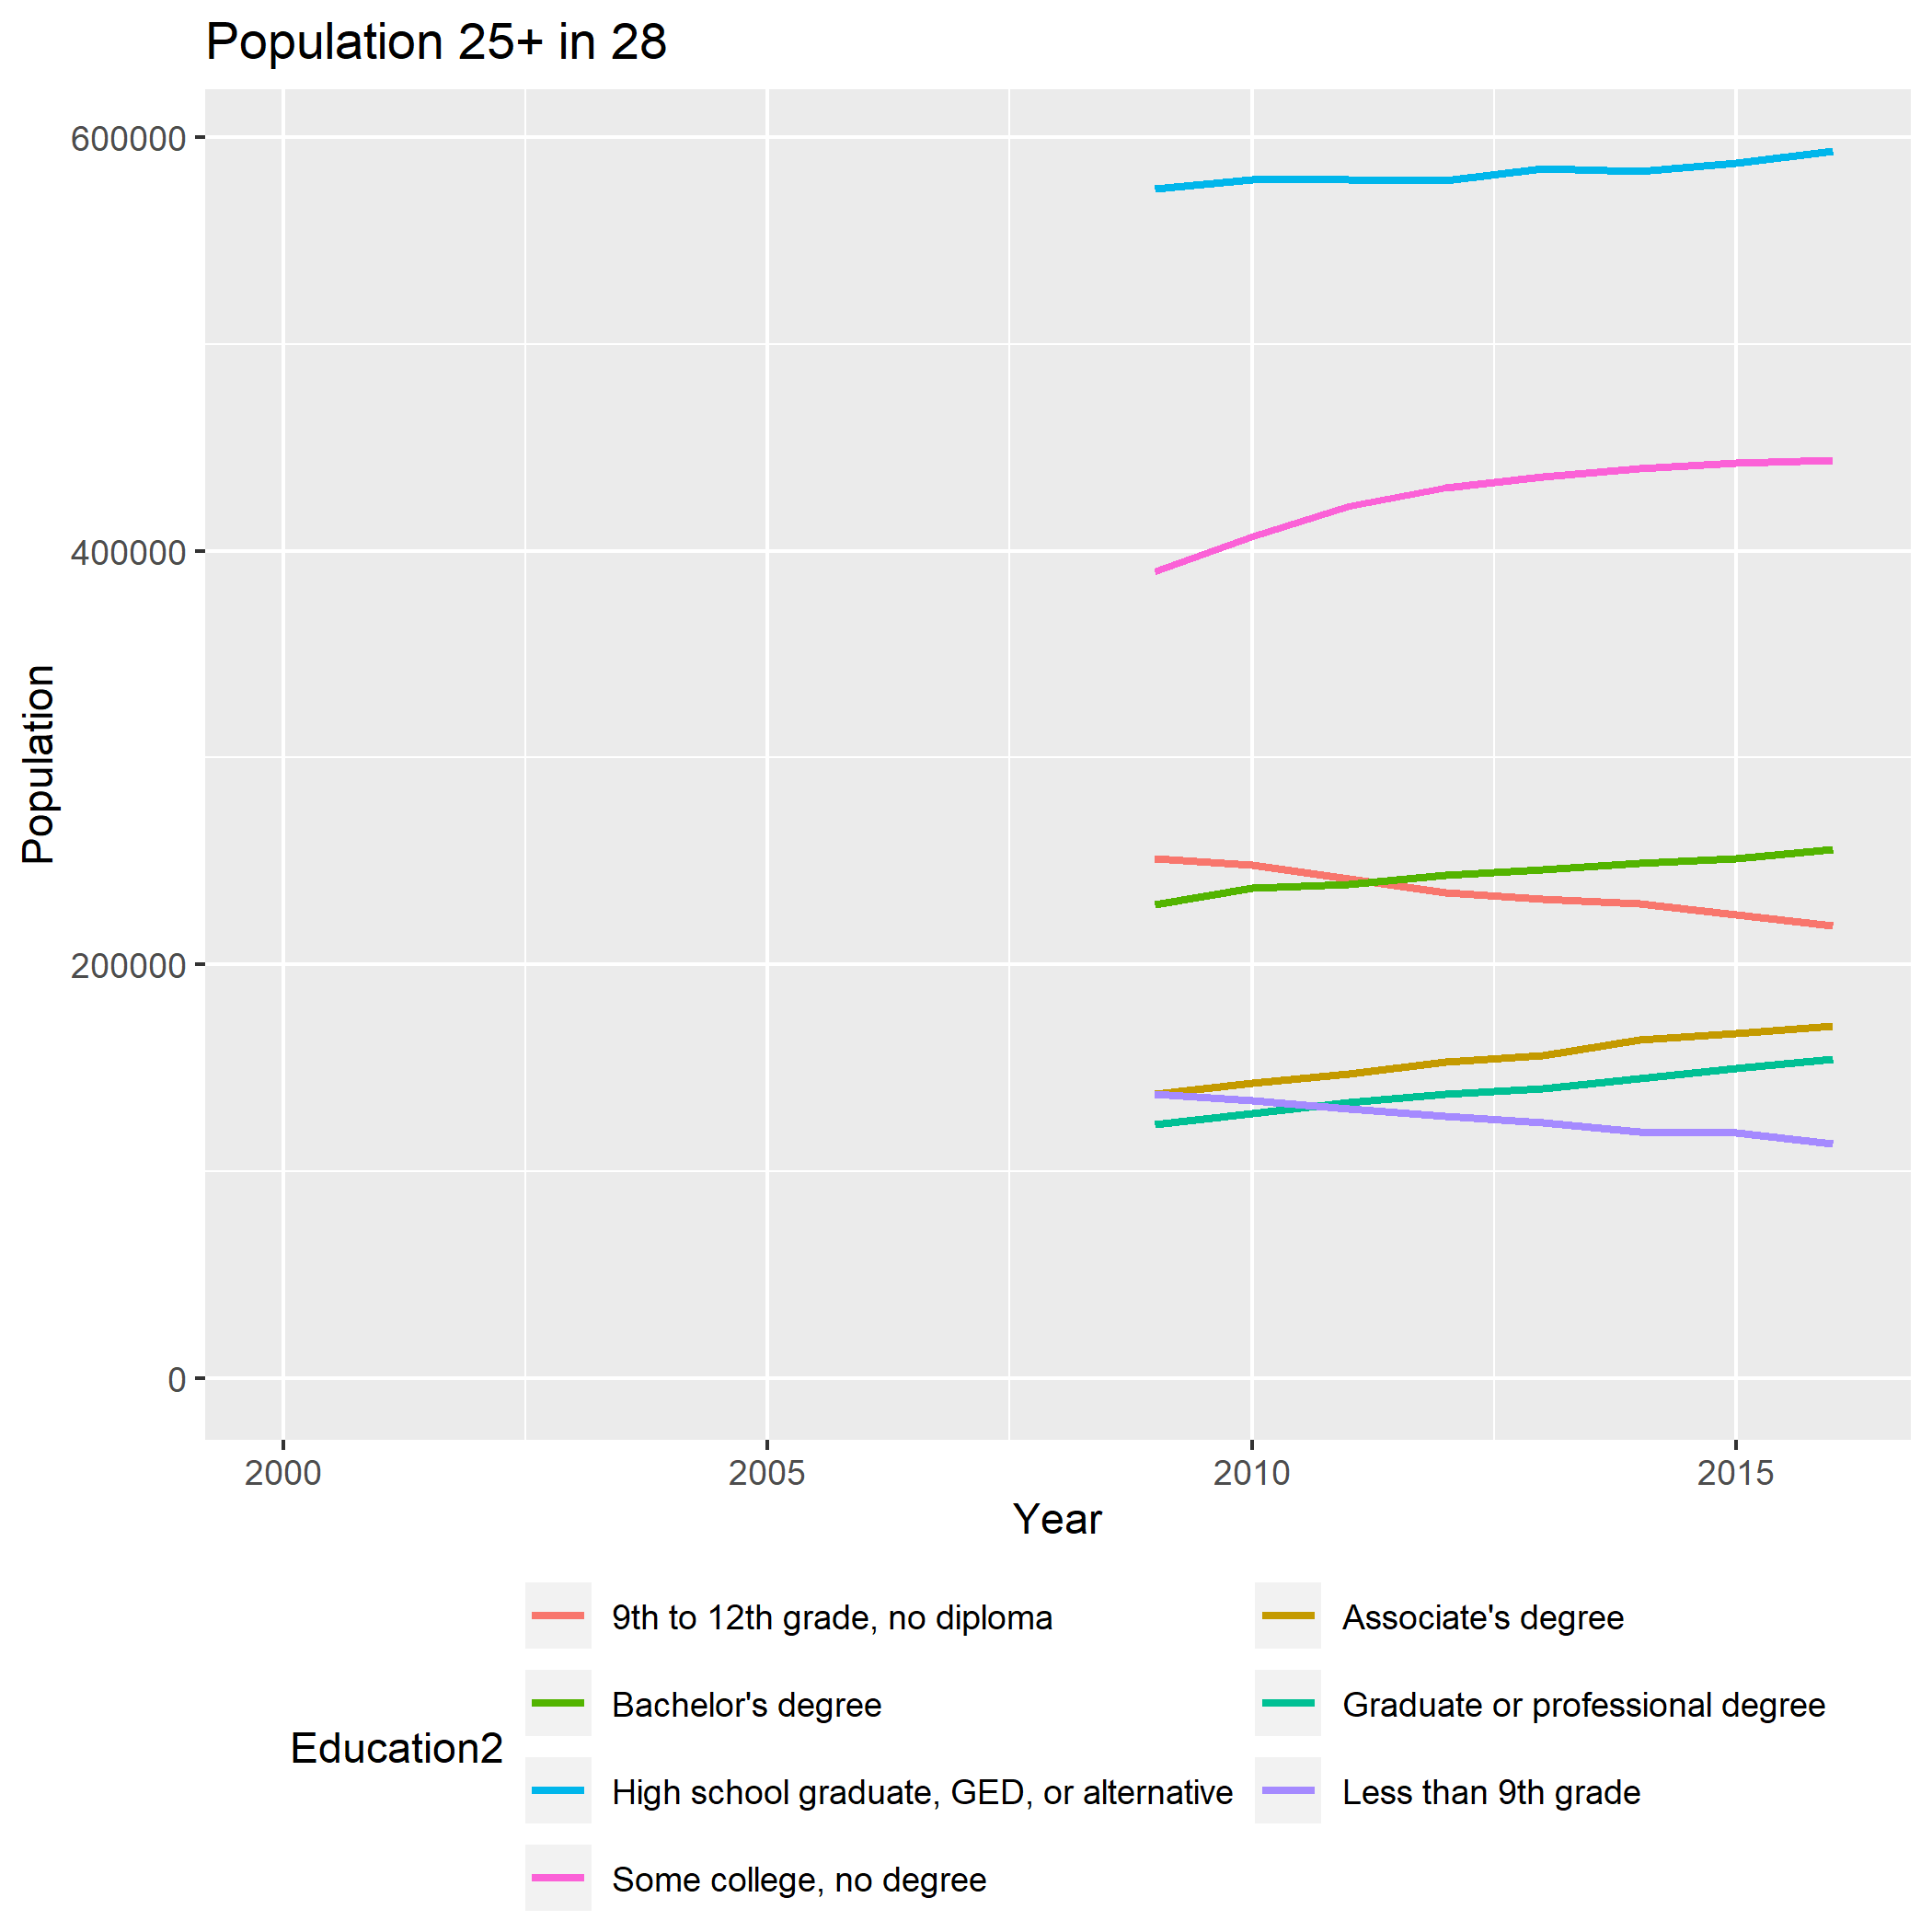 Population 25+ in 28
600000
400000
200000
0
Population
2000 2005 2010 2015
Year
Education2
9th to 12th grade, no diploma
Associate's degree
Bachelor's degree
Graduate or professional degree
High school graduate, GED, or alternative
Less than 9th grade
Some college, no degree